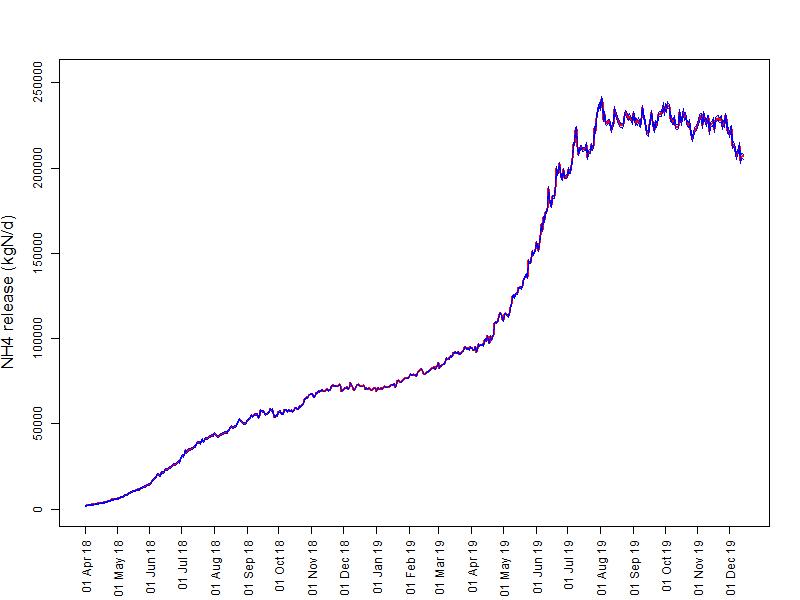 NH4 release (kgN/d)
250000
200000
150000
100000
50000
0
01 Apr 18
01 May 18
01 Jun 18
01 Jul 18
01 Aug 18
01 Sep 18
01 Oct 18
01 Nov 18
01 Dec 18
01 Jan 19
01 Feb 19
01 Mar 19
01 Apr 19
01 May 19
01 Jun 19
01 Jul 19
01 Aug 19
01 Sep 19
01 Oct 19
01 Nov 19
01 Dec 19